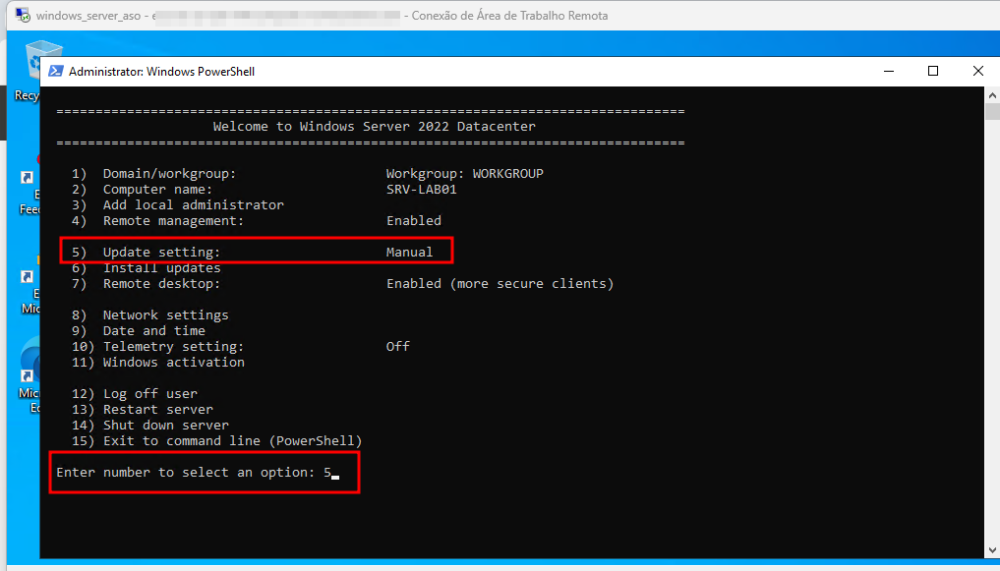 windows_server_aso - e - Conexão de Área de Trabalho Remota
Recy
Administrator: Windows PowerShell
================================================================================
Welcome to Windows Server 2022 Datacenter
================================================================================
1) Domain/workgroup: Workgroup: WORKGROUP
2) Computer name: SRV-LAB01
3) Add local administrator
4) Remote management: Enabled
5) Update setting: Manual
6) Install updates
7) Remote desktop: Enabled (more secure clients)
8) Network settings
9) Date and time
10) Telemetry setting: Off
11) Windows activation
12) Log off user
13) Restart server
14) Shut down server
15) Exit to command line (PowerShell)
Enter number to select an option: 5
E
Feed
E
Mic
Mic
Ed